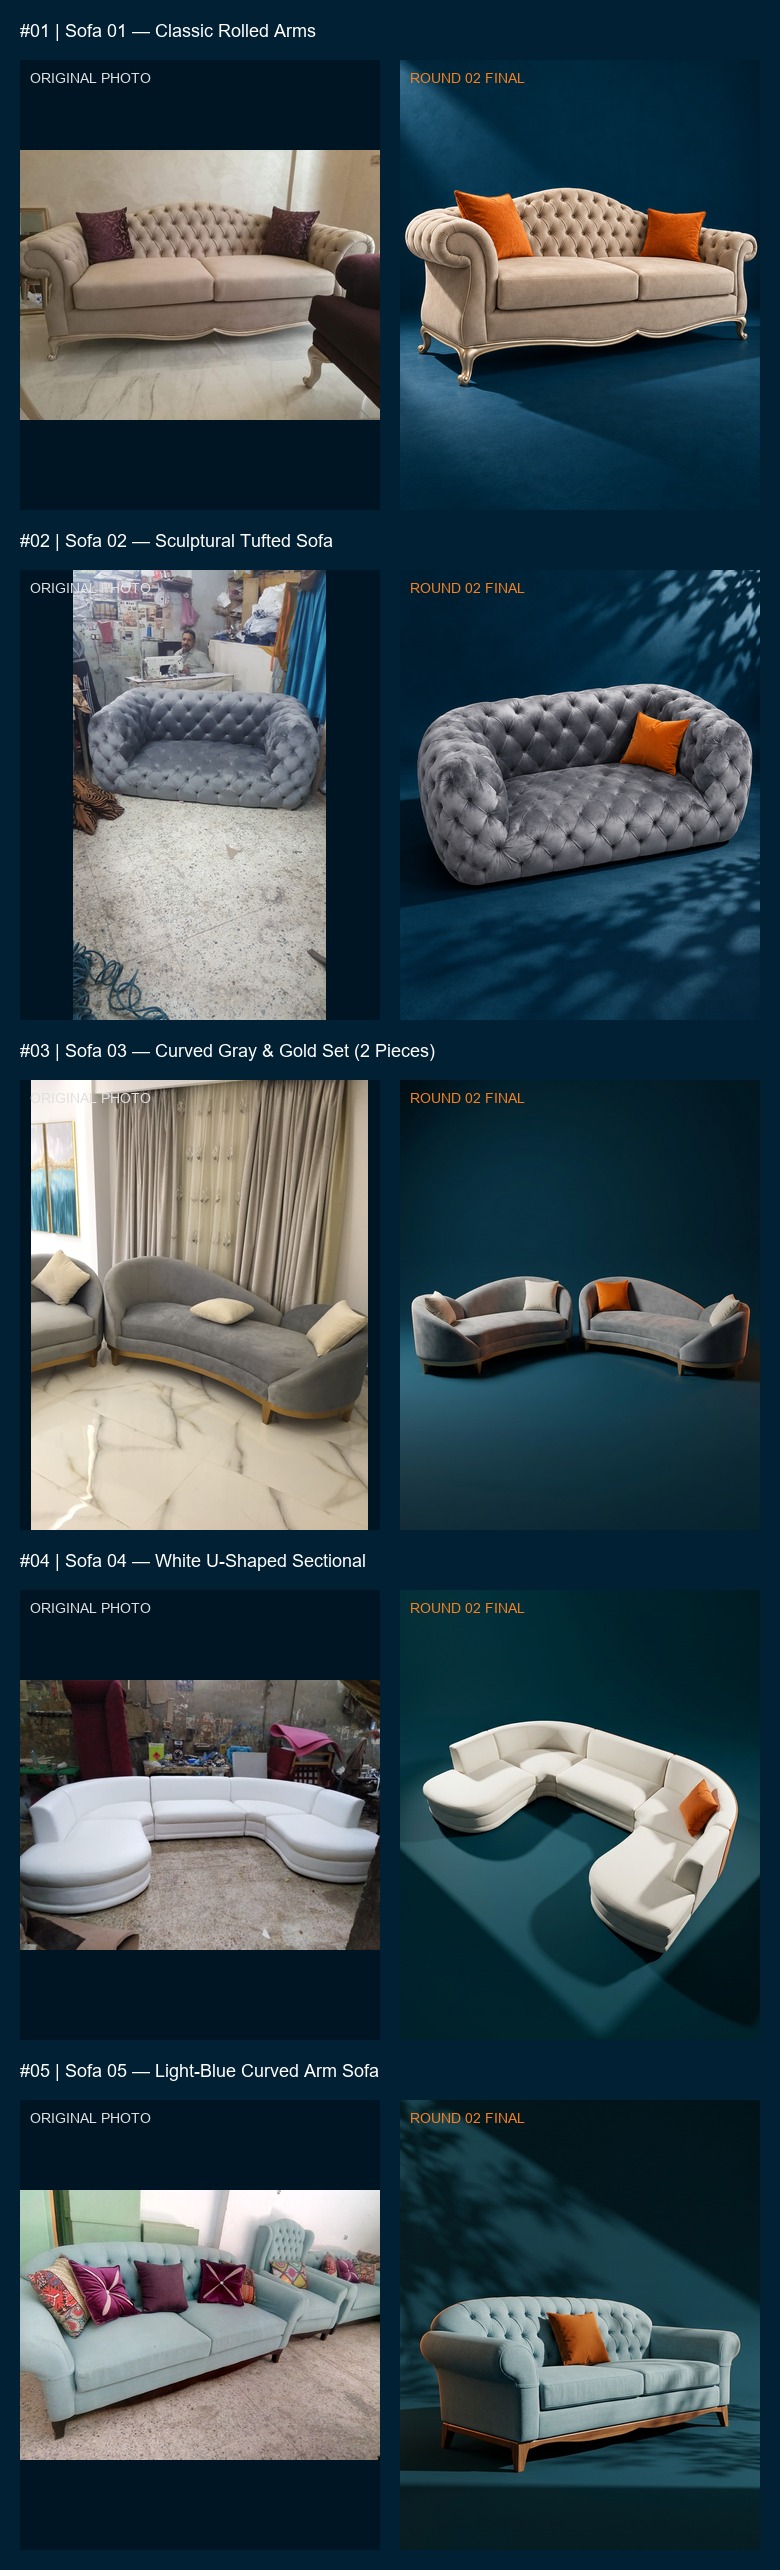 #01 | Sofa 01 — Classic Rolled Arms
ORIGINAL PHOTO
ROUND 02 FINAL
#02 | Sofa 02 — Sculptural Tufted Sofa
ORIGINAL PHOTO
ROUND 02 FINAL
#03 | Sofa 03 — Curved Gray & Gold Set (2 Pieces)
ORIGINAL PHOTO
ROUND 02 FINAL
#04 | Sofa 04 — White U-Shaped Sectional
ORIGINAL PHOTO
ROUND 02 FINAL
#05 | Sofa 05 — Light-Blue Curved Arm Sofa
ORIGINAL PHOTO
ROUND 02 FINAL